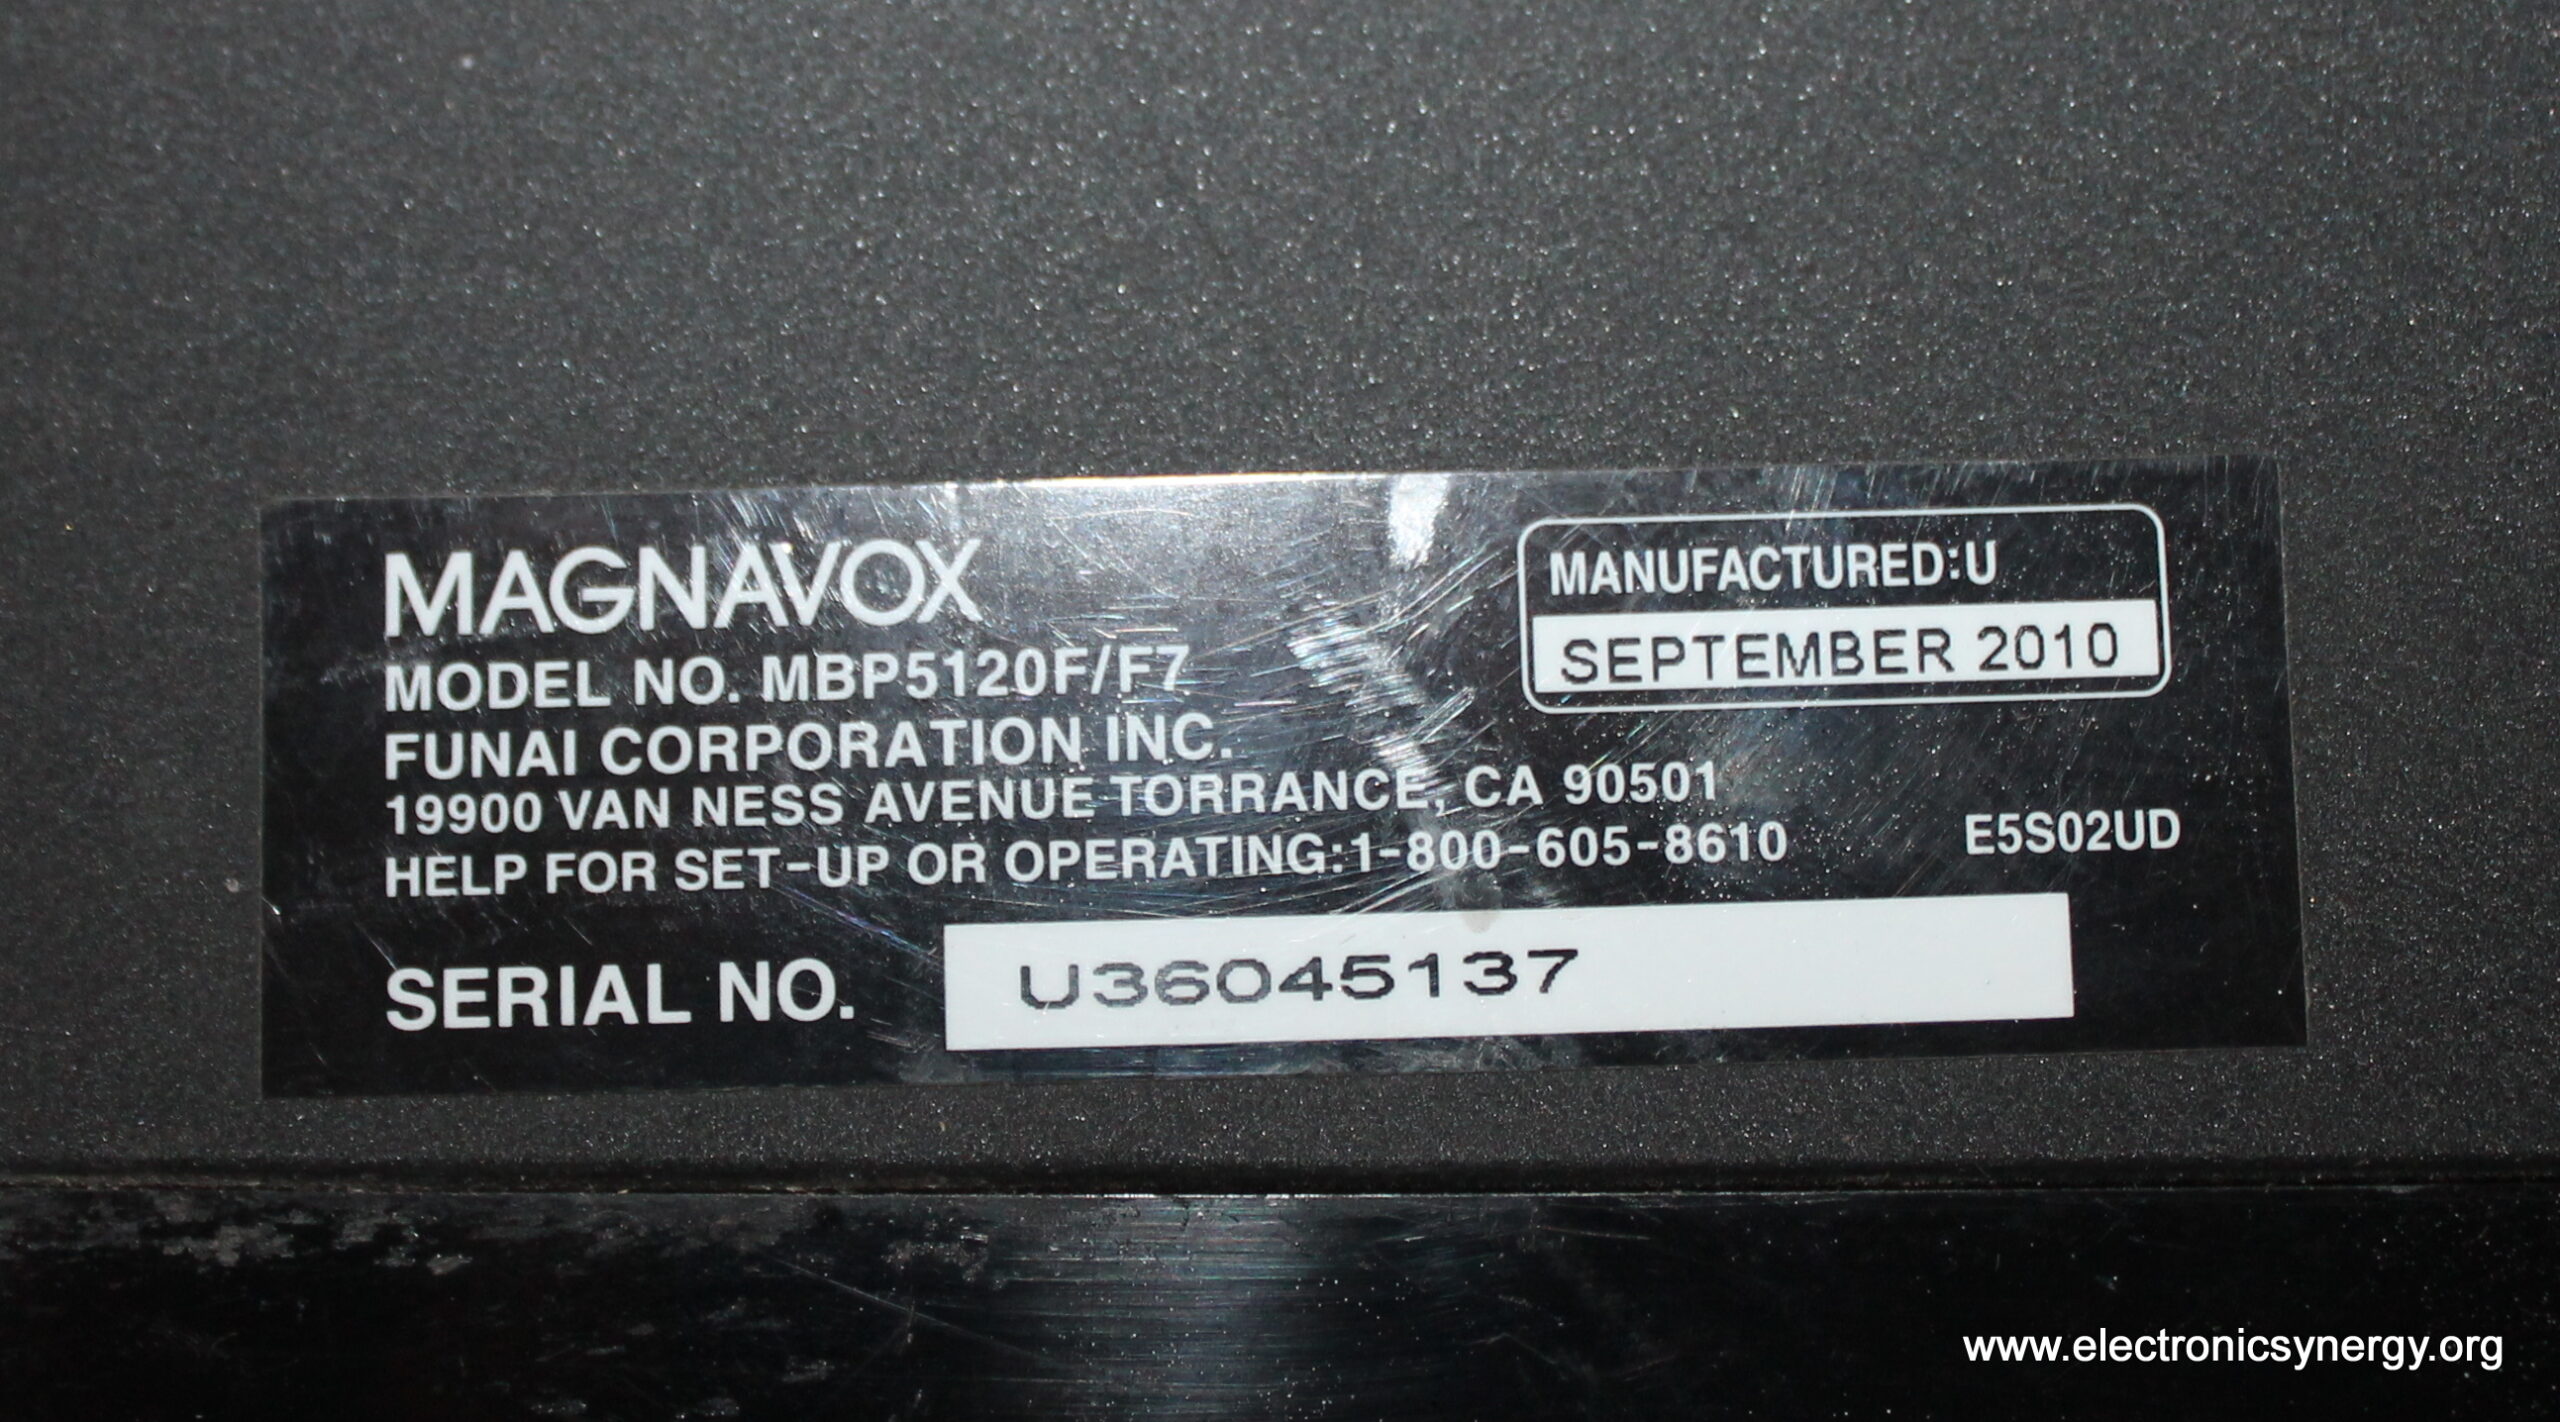 MAGNAVOX
MODEL NO. MBP5120F/F7
FUNAI CORPORATION INC.
19900 VAN NESS AVENUE TORRANCE, CA 90501
HELP FOR SET-UP OR OPERATING:1-800-605-8610
MANUFACTURED:U
SEPTEMBER 2010
E5S02UD
SERIAL NO. U36045137
www.electronicsynergy.org